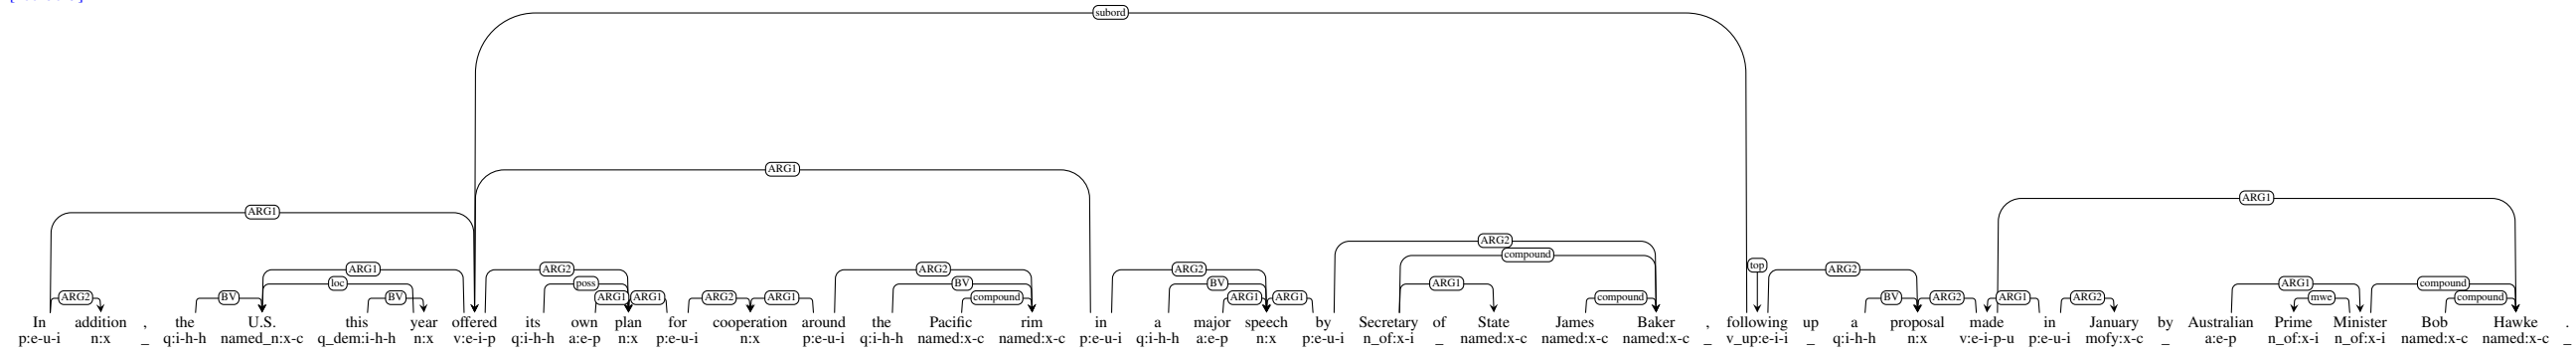 subord
ARG1
ARG1 ARG1
ARG2
compound
top
ARG1 ARG2 ARG2 ARG2 ARG2
loc poss BV BV ARG1 ARG1 compound
ARG2 BV BV ARG1 ARG1 ARG2 ARG1 compound ARG1 ARG1 compound BV ARG2 ARG1 ARG2 mwe compound
In addition , the U.S. this year offered its own plan for cooperation around the Pacific rim in a major speech by Secretary of State James Baker , following up a proposal made in January by Australian Prime Minister Bob Hawke .
p:e-u-i n:x _ q:i-h-h named_n:x-c q_dem:i-h-h n:x v:e-i-p q:i-h-h a:e-p n:x p:e-u-i n:x p:e-u-i q:i-h-h named:x-c named:x-c p:e-u-i q:i-h-h a:e-p n:x p:e-u-i n_of:x-i _ named:x-c named:x-c named:x-c _ v_up:e-i-i _ q:i-h-h n:x v:e-i-p-u p:e-u-i mofy:x-c _ a:e-p n_of:x-i n_of:x-i named:x-c named:x-c _